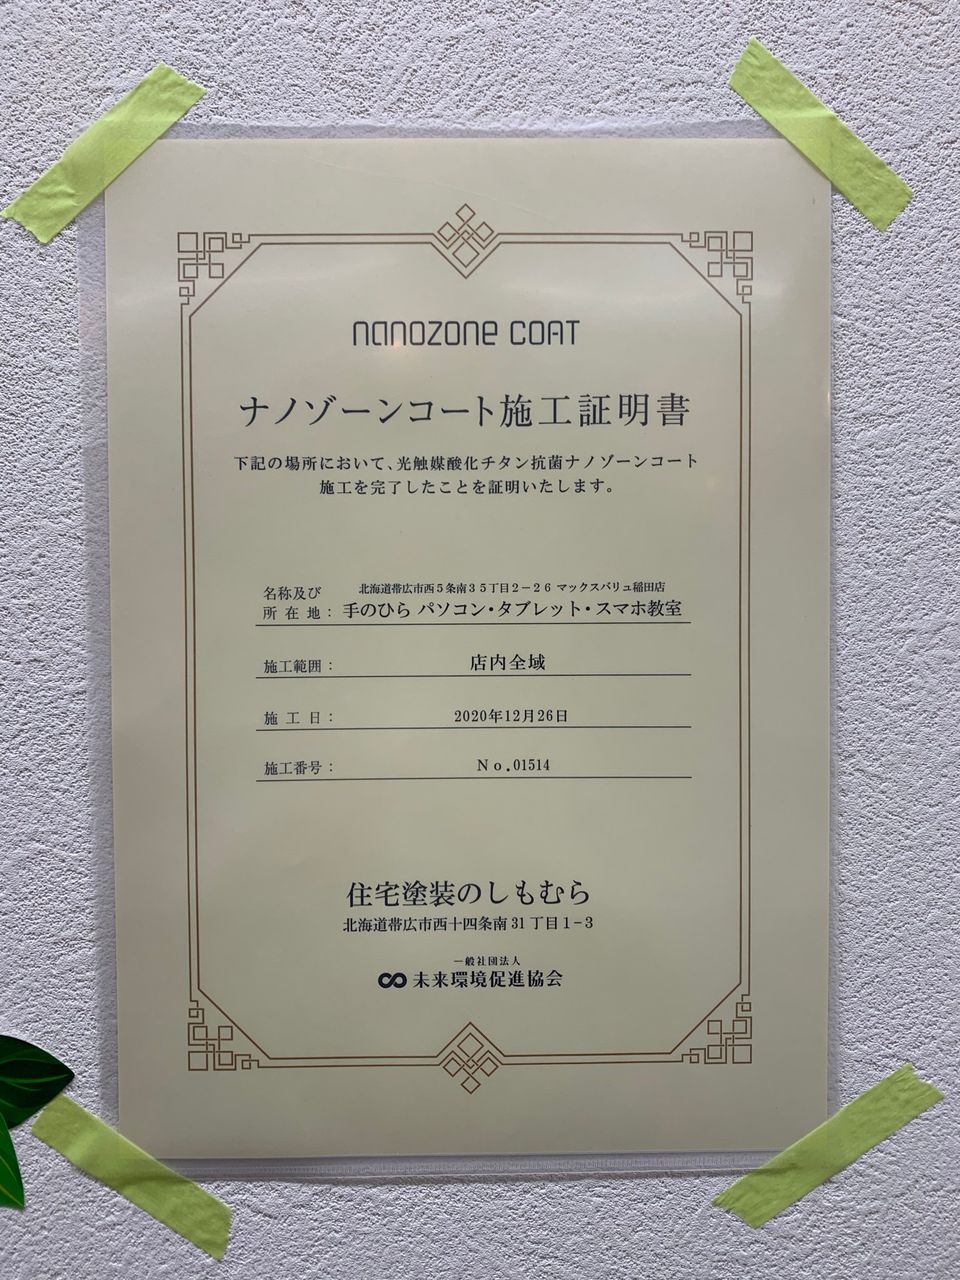 nanozone COAT
ナノゾーンコート施工証明書
下記の場所において、光触媒酸化チタン抗菌ナノゾーンコート
施工を完了したことを証明いたします。
名称及び 北海道帯広市西5条南35丁目2-26 マックスバリュ稲田店
所在地: 手のひら パソコン・タブレット・スマホ教室
施工範囲: 店内全域
施工日: 2020年12月26日
施工番号: No.01514
住宅塗装のしもむら
北海道帯広市西十四条南31丁目1-3
一般社団法人
未来環境促進協会